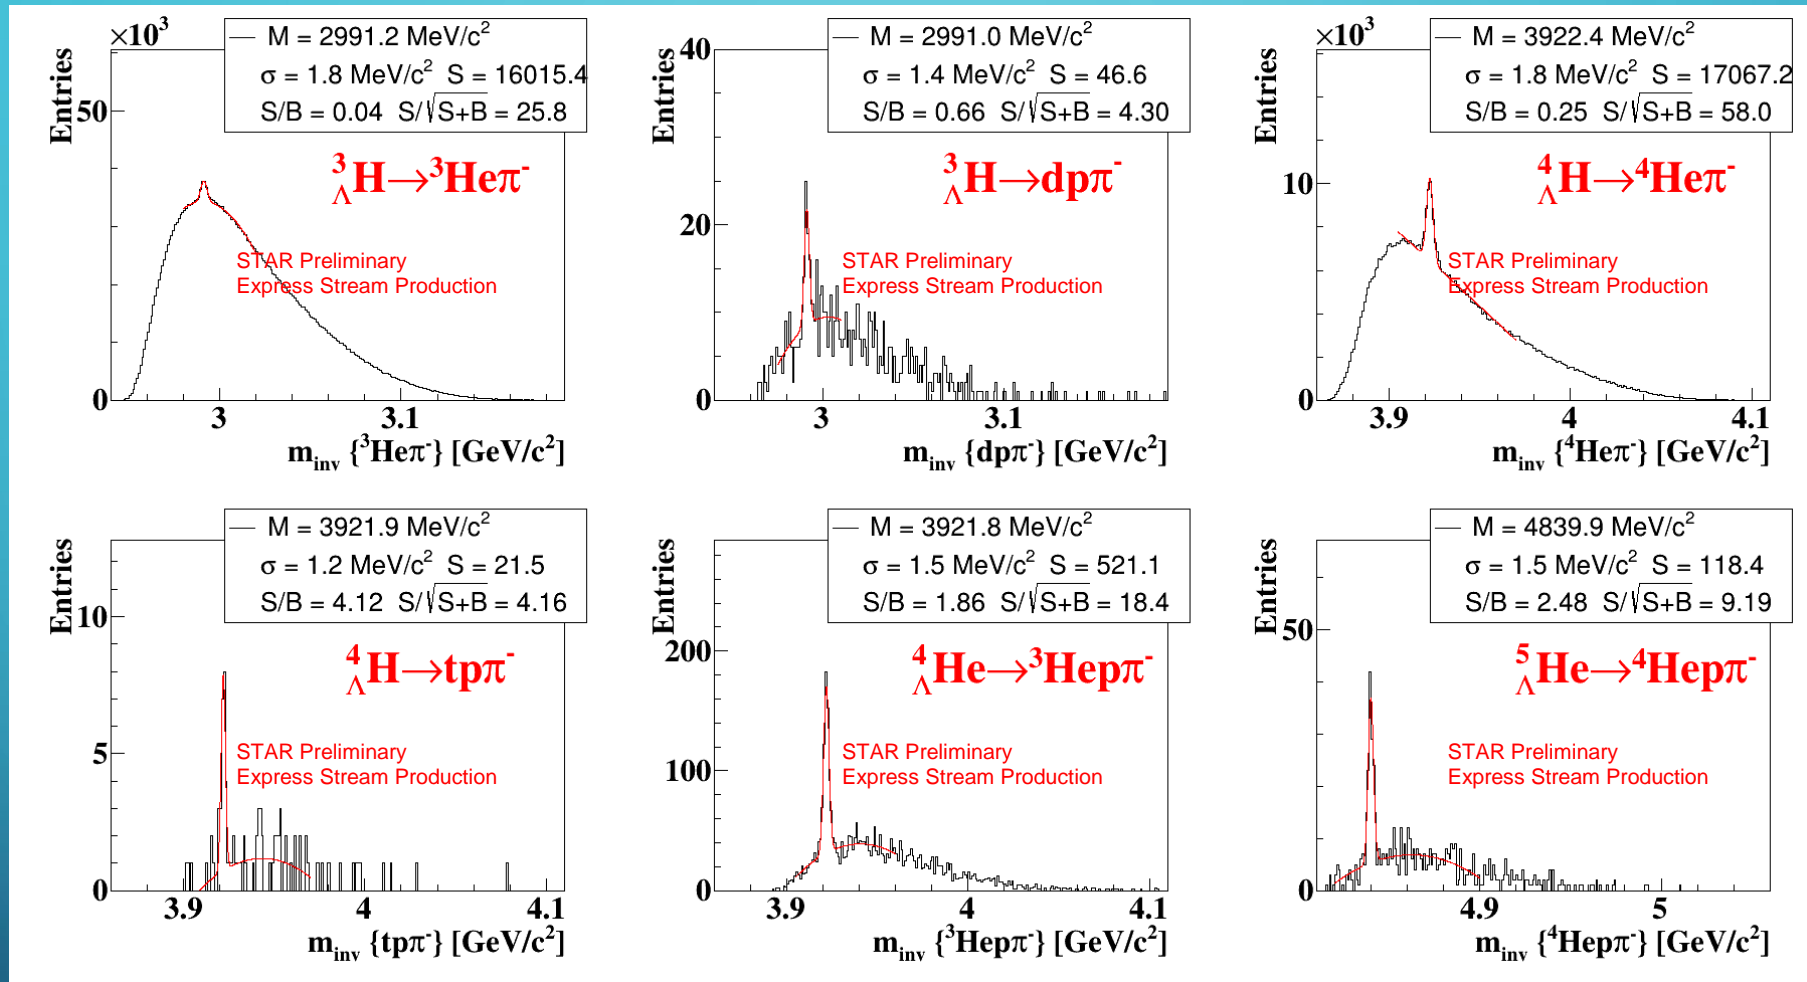 ×10³
— M = 2991.2 MeV/c²
σ = 1.8 MeV/c² S = 16015.4
S/B = 0.04 S/√S+B = 25.8
Entries
50
0
³ΛH→³Heπ⁻
STAR Preliminary
Express Stream Production
3 3.1
m_inv {³Heπ⁻} [GeV/c²]
— M = 2991.0 MeV/c²
σ = 1.4 MeV/c² S = 46.6
S/B = 0.66 S/√S+B = 4.30
Entries
40
20
0
³ΛH→dpπ⁻
STAR Preliminary
Express Stream Production
3 3.1
m_inv {dpπ⁻} [GeV/c²]
×10³
— M = 3922.4 MeV/c²
σ = 1.8 MeV/c² S = 17067.2
S/B = 0.25 S/√S+B = 58.0
Entries
10
0
⁴ΛH→⁴Heπ⁻
STAR Preliminary
Express Stream Production
3.9 4 4.1
m_inv {⁴Heπ⁻} [GeV/c²]
— M = 3921.9 MeV/c²
σ = 1.2 MeV/c² S = 21.5
S/B = 4.12 S/√S+B = 4.16
Entries
10
5
0
⁴ΛH→tpπ⁻
STAR Preliminary
Express Stream Production
3.9 4 4.1
m_inv {tpπ⁻} [GeV/c²]
— M = 3921.8 MeV/c²
σ = 1.5 MeV/c² S = 521.1
S/B = 1.86 S/√S+B = 18.4
Entries
200
100
0
⁴ΛHe→³Hepπ⁻
STAR Preliminary
Express Stream Production
3.9 4 4.1
m_inv {³Hepπ⁻} [GeV/c²]
— M = 4839.9 MeV/c²
σ = 1.5 MeV/c² S = 118.4
S/B = 2.48 S/√S+B = 9.19
Entries
50
0
⁵ΛHe→⁴Hepπ⁻
STAR Preliminary
Express Stream Production
4.9 5
m_inv {⁴Hepπ⁻} [GeV/c²]